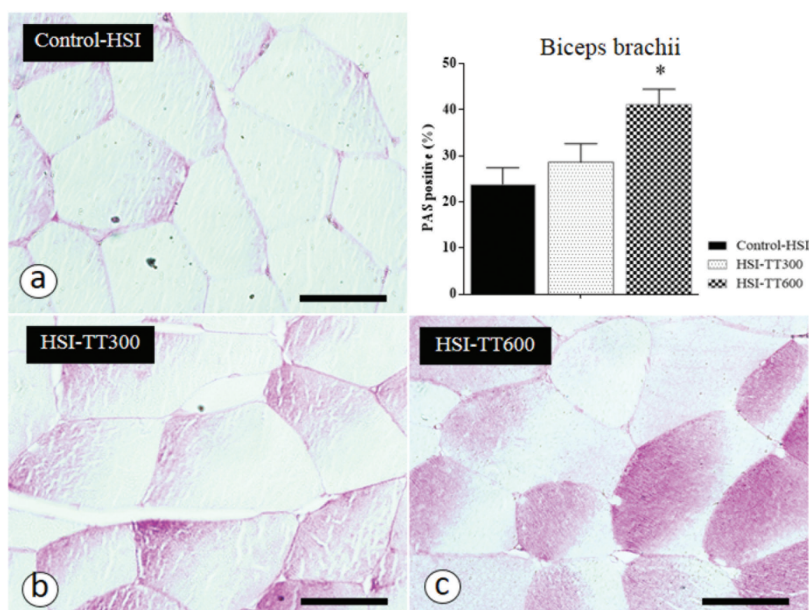 Control-HSI
a
Biceps brachii
*
PAS positive (%)
50
40
30
20
10
0
Control-HSI
HSI-TT300
HSI-TT600
HSI-TT300
b
HSI-TT600
c